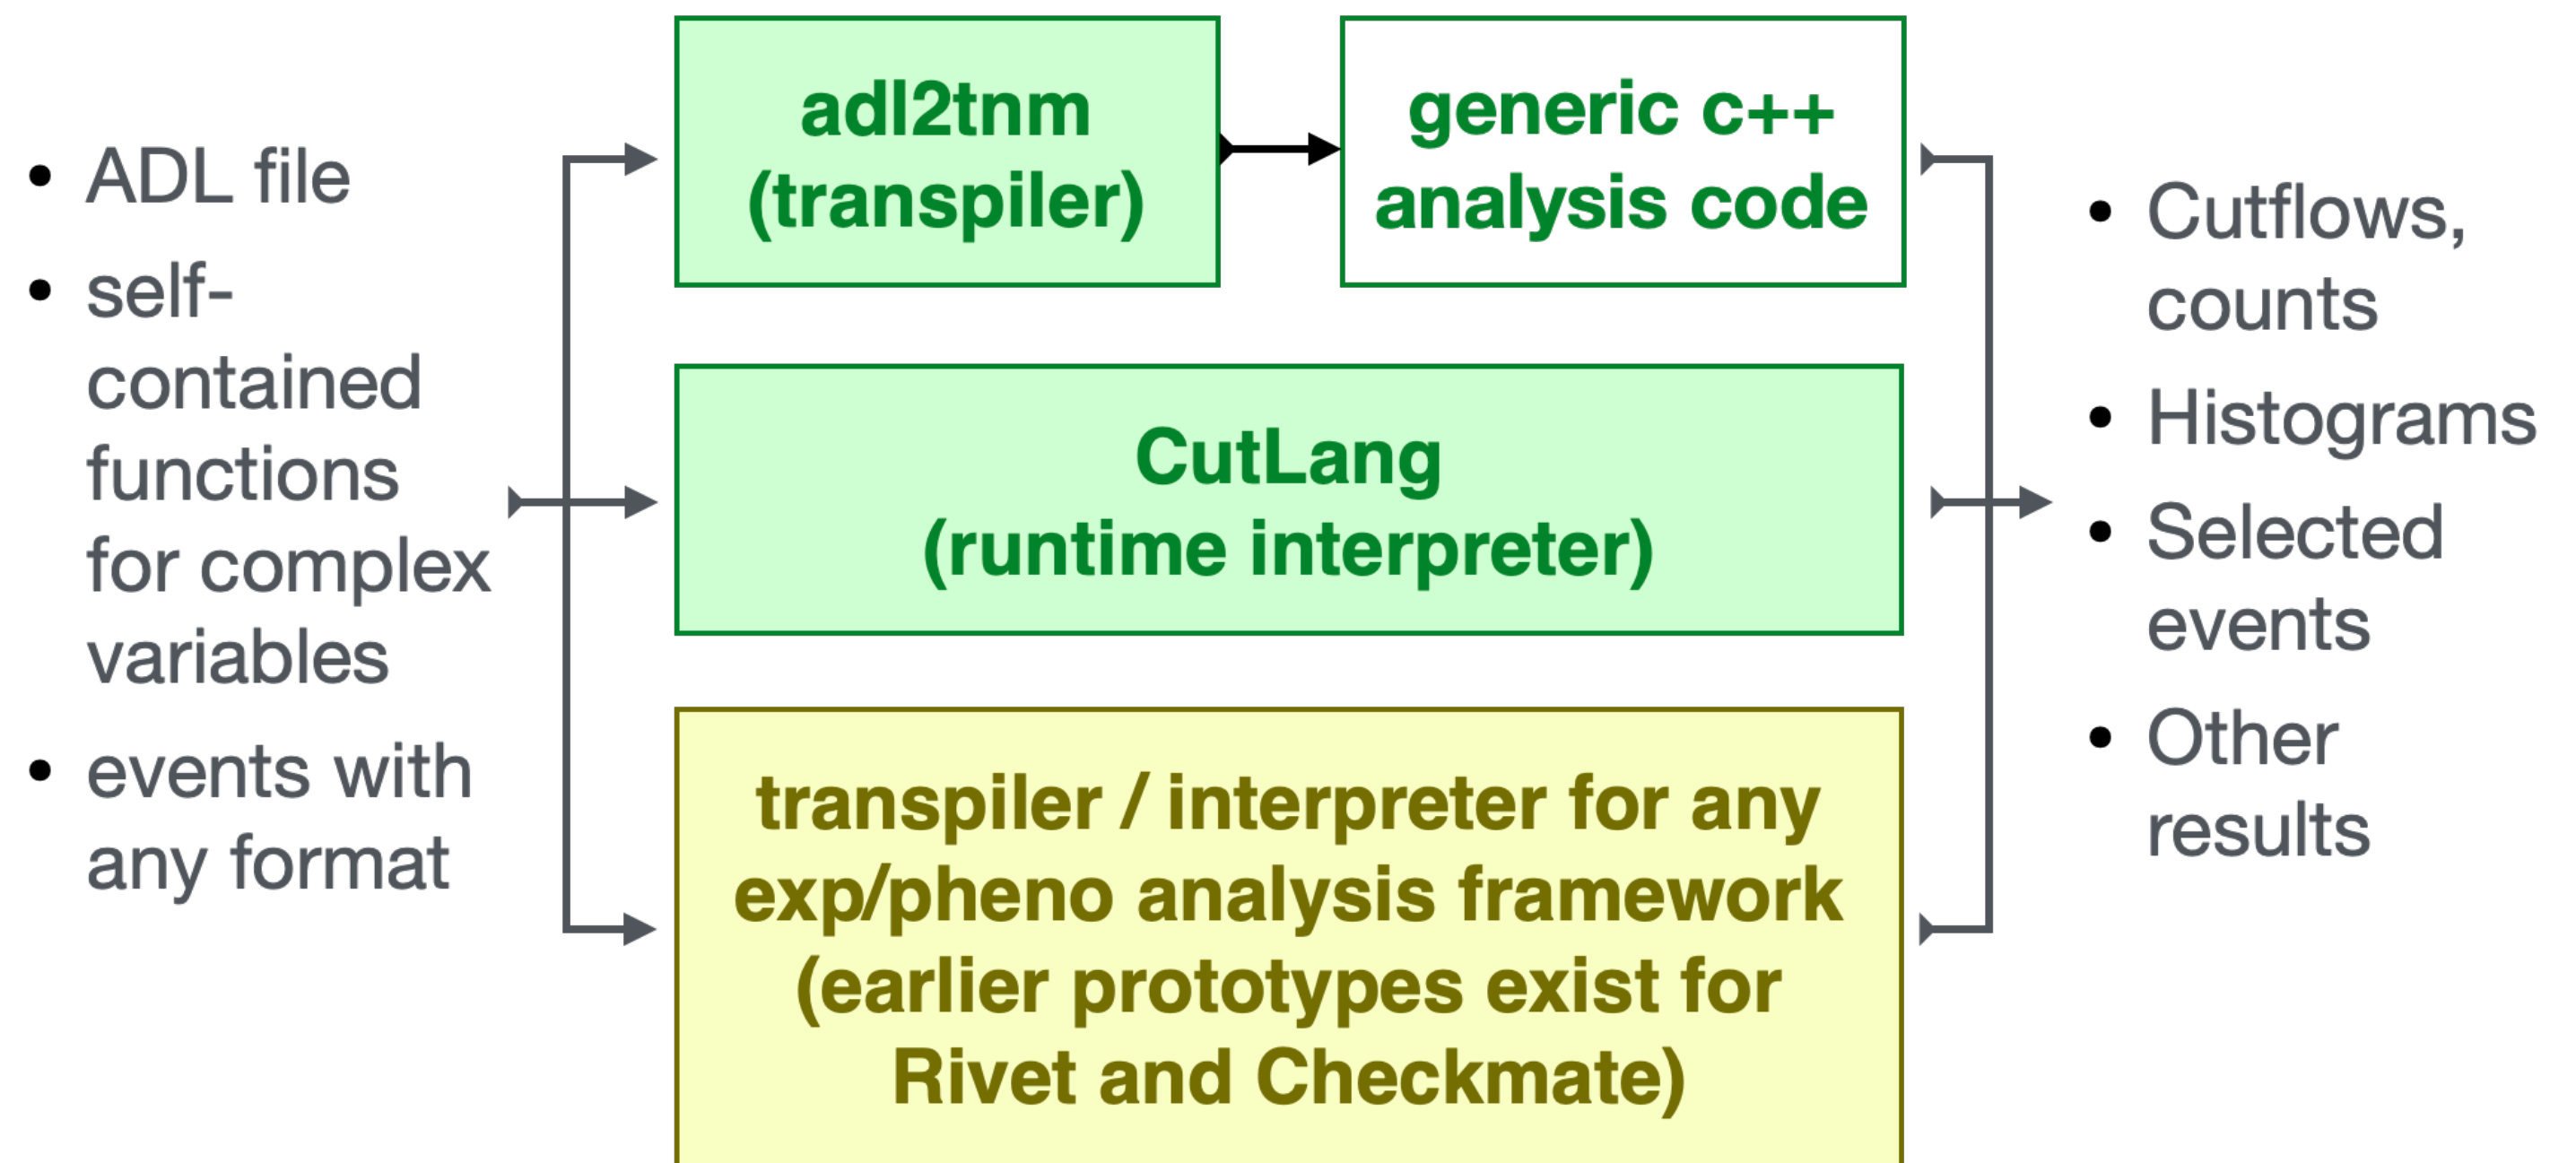 • ADL file
• self-
contained
functions
for complex
variables
• events with
any format
adl2tnm
(transpiler)
generic c++
analysis code
CutLang
(runtime interpreter)
transpiler / interpreter for any
exp/pheno analysis framework
(earlier prototypes exist for
Rivet and Checkmate)
• Cutflows,
counts
• Histograms
• Selected
events
• Other
results